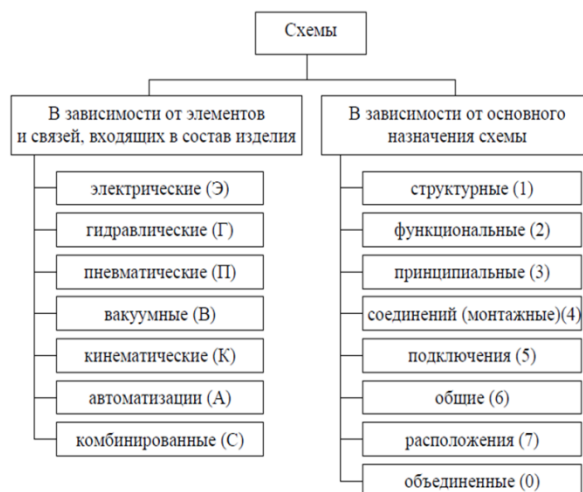 Схемы
В зависимости от элементов
и связей, входящих в состав изделия
электрические (Э)
гидравлические (Г)
пневматические (П)
вакуумные (В)
кинематические (К)
автоматизации (А)
комбинированные (С)
В зависимости от основного
назначения схемы
структурные (1)
функциональные (2)
принципиальные (3)
соединений (монтажные)(4)
подключения (5)
общие (6)
расположения (7)
объединенные (0)